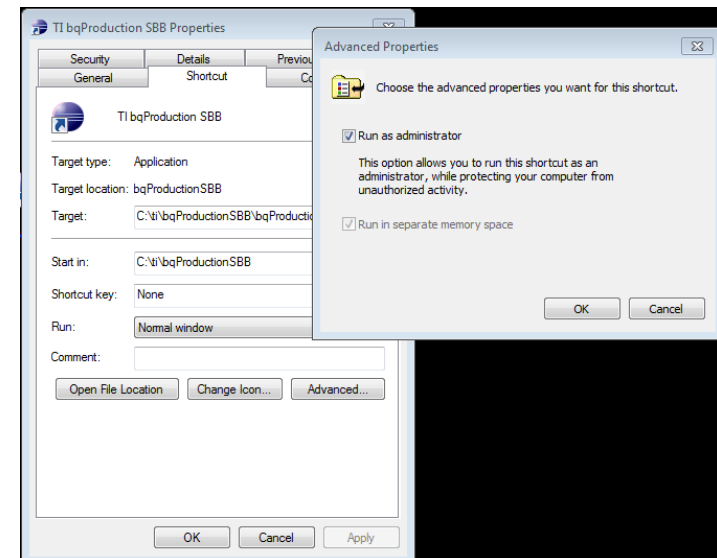 TI bqProduction SBB Properties
Security Details Previou
General Shortcut Co
TI bqProduction SBB
Target type: Application
Target location: bqProductionSBB
Target: C:\ti\bqProductionSBB\bqProductio
Start in: C:\ti\bqProductionSBB
Shortcut key: None
Run: Normal window
Comment:
Open File Location Change Icon... Advanced...
OK Cancel Apply
Advanced Properties
Choose the advanced properties you want for this shortcut.
Run as administrator
This option allows you to run this shortcut as an
administrator, while protecting your computer from
unauthorized activity.
Run in separate memory space
OK Cancel